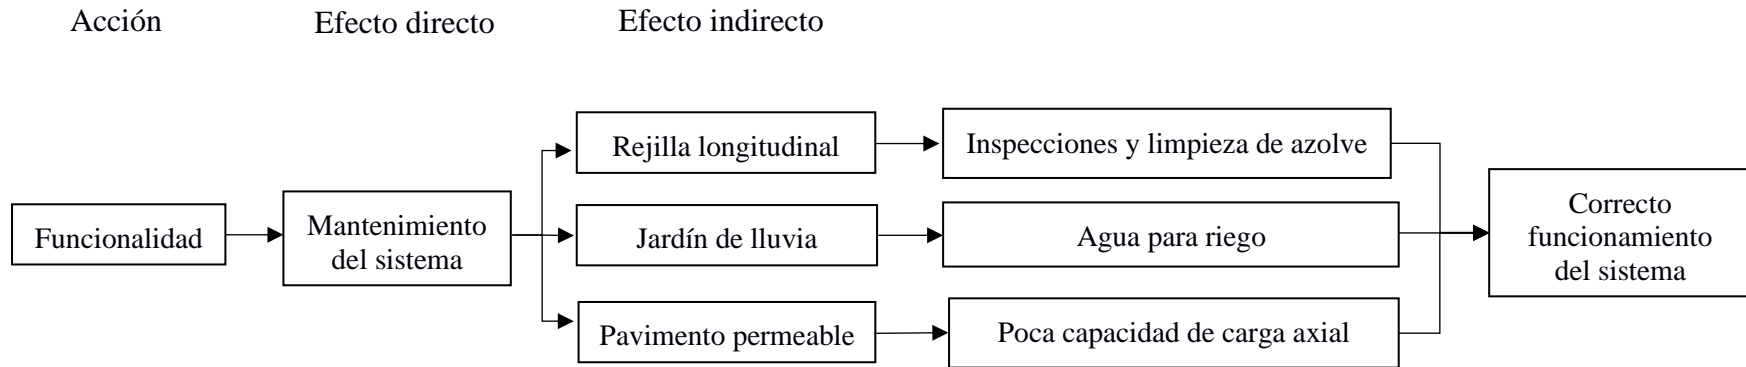 Acción
Efecto directo
Efecto indirecto
Funcionalidad
Mantenimiento
del sistema
Rejilla longitudinal
Inspecciones y limpieza de azolve
Jardín de lluvia
Agua para riego
Pavimento permeable
Poca capacidad de carga axial
Correcto
funcionamiento
del sistema